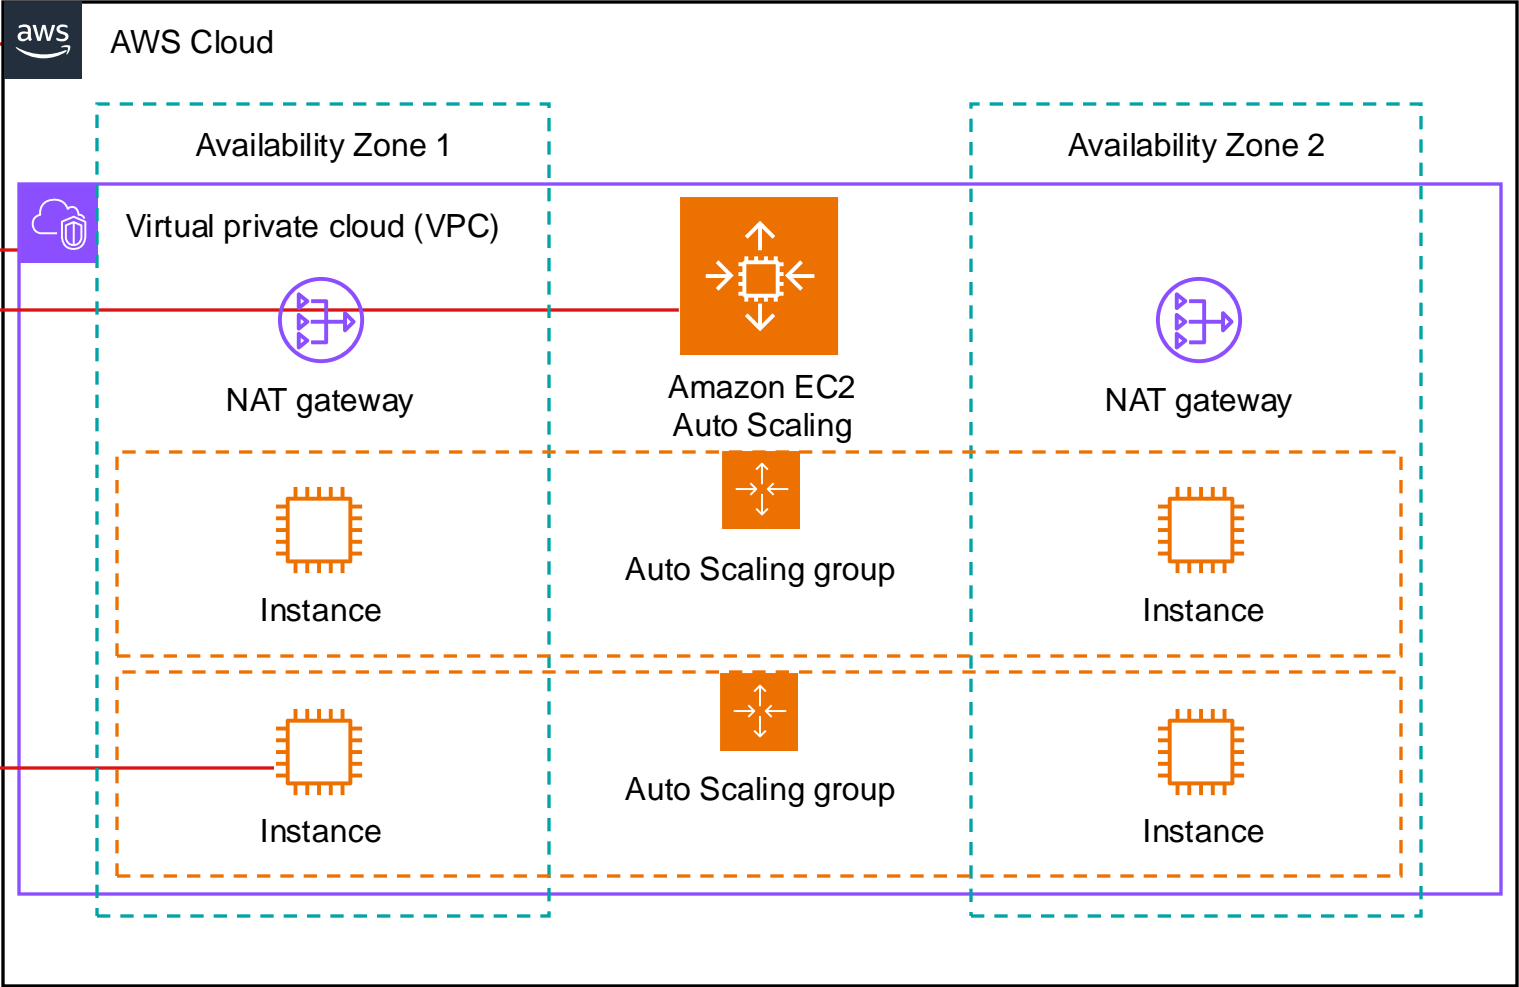 aws
AWS Cloud
Availability Zone 1
Availability Zone 2
Virtual private cloud (VPC)
NAT gateway
Amazon EC2
Auto Scaling
NAT gateway
Instance
Auto Scaling group
Instance
Instance
Auto Scaling group
Instance